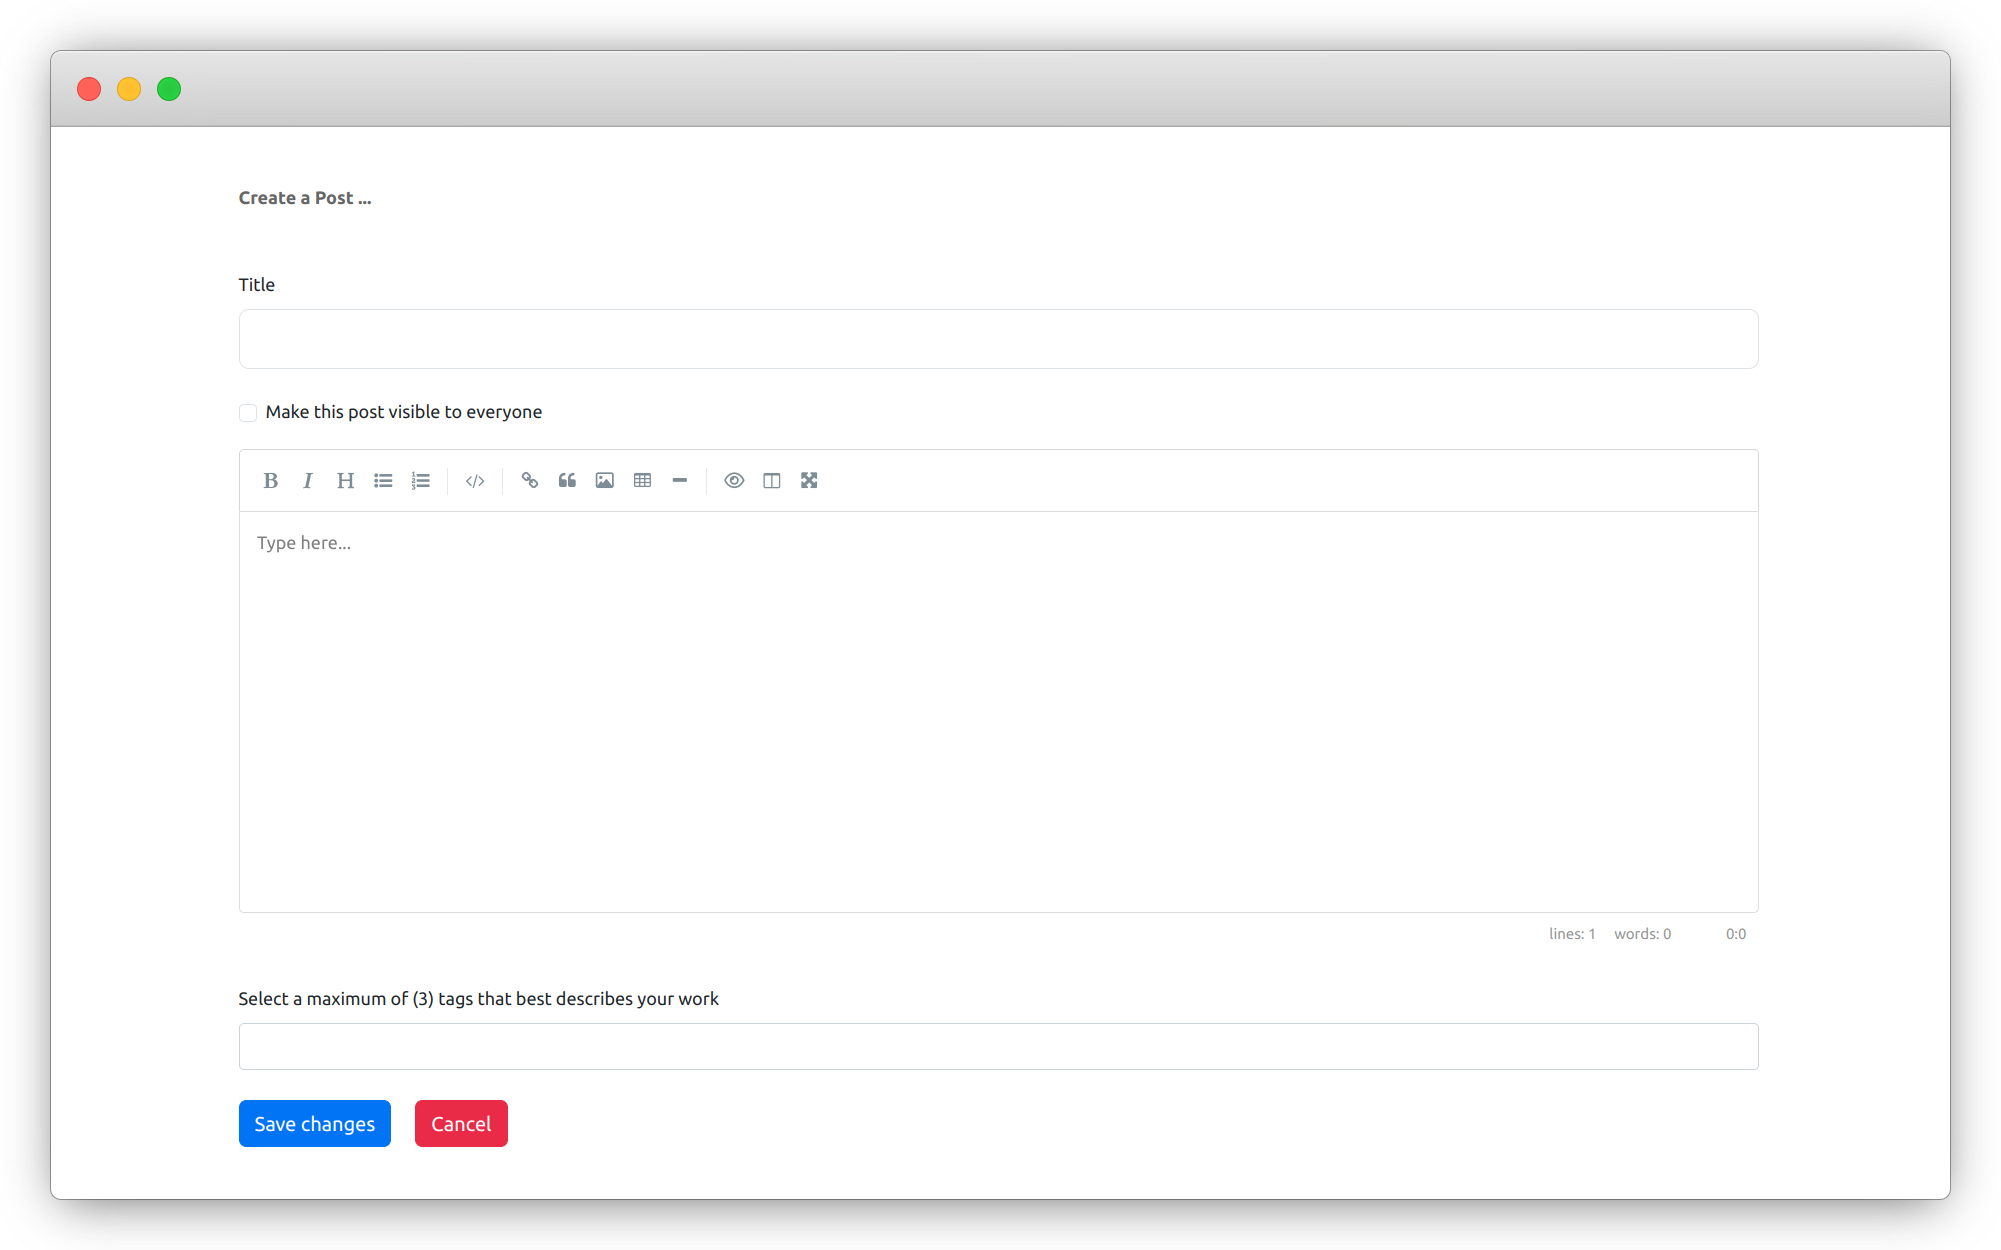 Create a Post ...
Title
Make this post visible to everyone
B I H </>
Type here...
lines: 1 words: 0 0:0
Select a maximum of (3) tags that best describes your work
Save changes Cancel